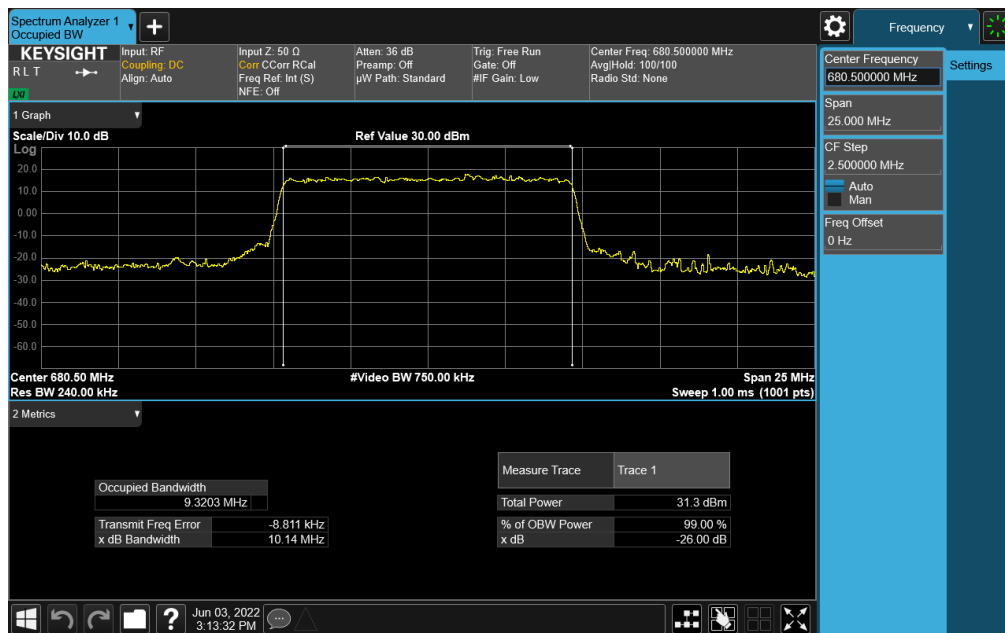 Spectrum Analyzer 1
Occupied BW
Frequency
KEYSIGHT
RLT
LXI
Input: RF
Coupling: DC
Align: Auto
Input Z: 50 Ω
Corr CCorr RCal
Freq Ref: Int (S)
NFE: Off
Atten: 36 dB
Preamp: Off
µW Path: Standard
Trig: Free Run
Gate: Off
#IF Gain: Low
Center Freq: 680.500000 MHz
Avg|Hold: 100/100
Radio Std: None
Center Frequency
680.500000 MHz
Settings
Span
25.000 MHz
CF Step
2.500000 MHz
Auto
Man
Freq Offset
0 Hz
1 Graph
Scale/Div 10.0 dB
Ref Value 30.00 dBm
Log
20.0
10.0
0.00
-10.0
-20.0
-30.0
-40.0
-50.0
-60.0
Center 680.50 MHz
#Video BW 750.00 kHz
Span 25 MHz
Res BW 240.00 kHz
Sweep 1.00 ms (1001 pts)
2 Metrics
Measure Trace Trace 1
Occupied Bandwidth
9.3203 MHz
Total Power 31.3 dBm
Transmit Freq Error -8.811 kHz
% of OBW Power 99.00 %
x dB Bandwidth 10.14 MHz
x dB -26.00 dB
?
Jun 03, 2022
3:13:32 PM